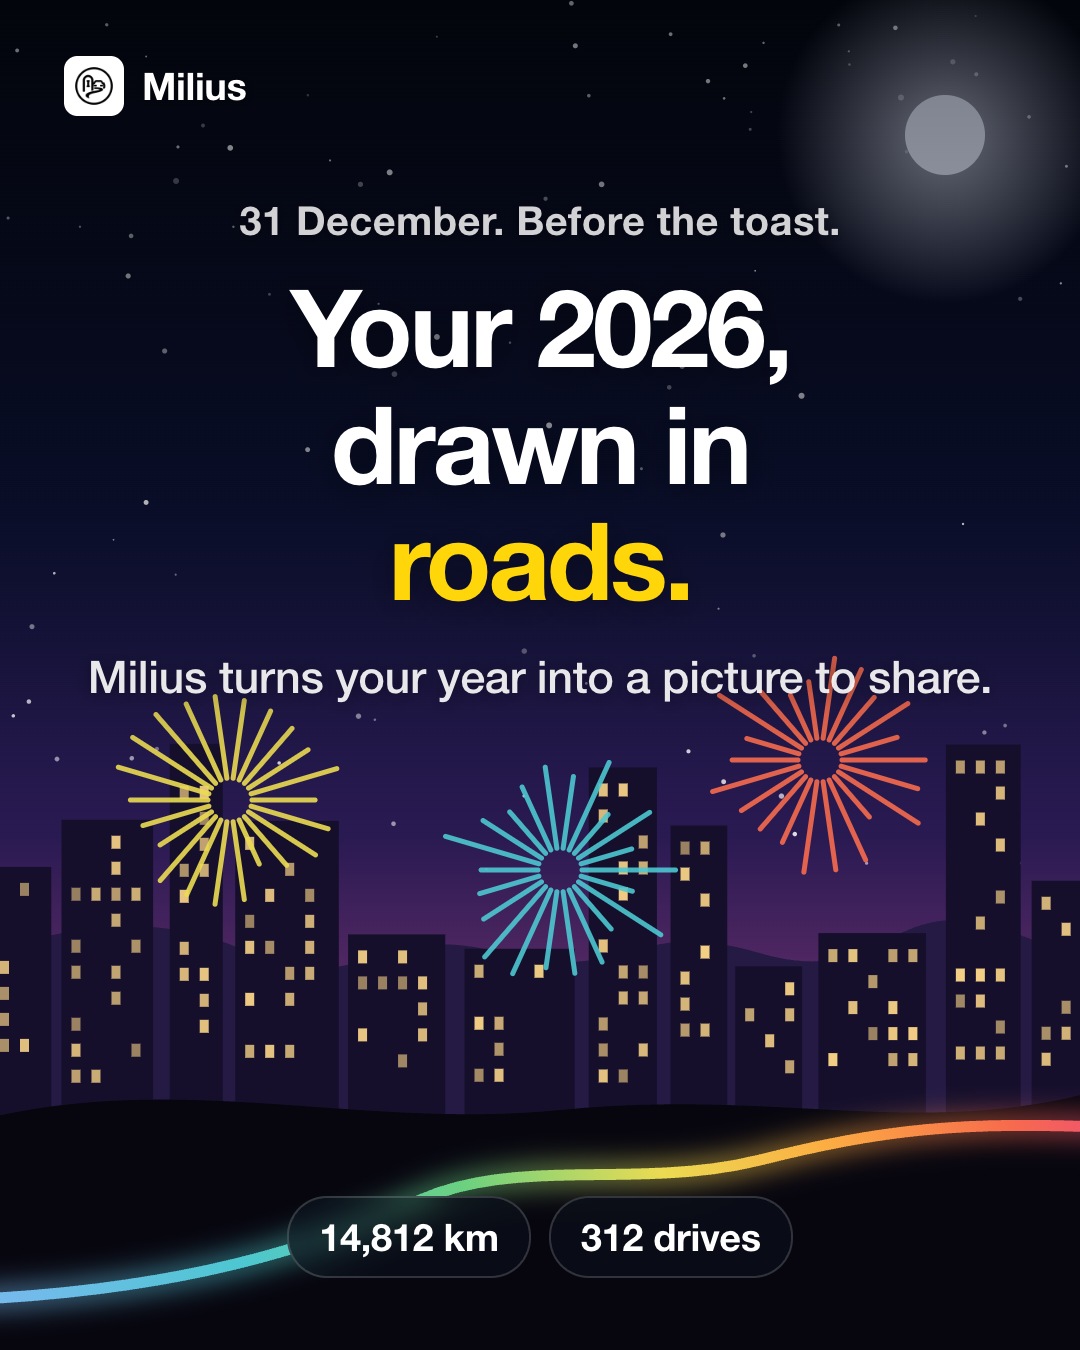 Milius
31 December. Before the toast.
Your 2026,
drawn in
roads.
Milius turns your year into a picture to share.
14,812 km
312 drives